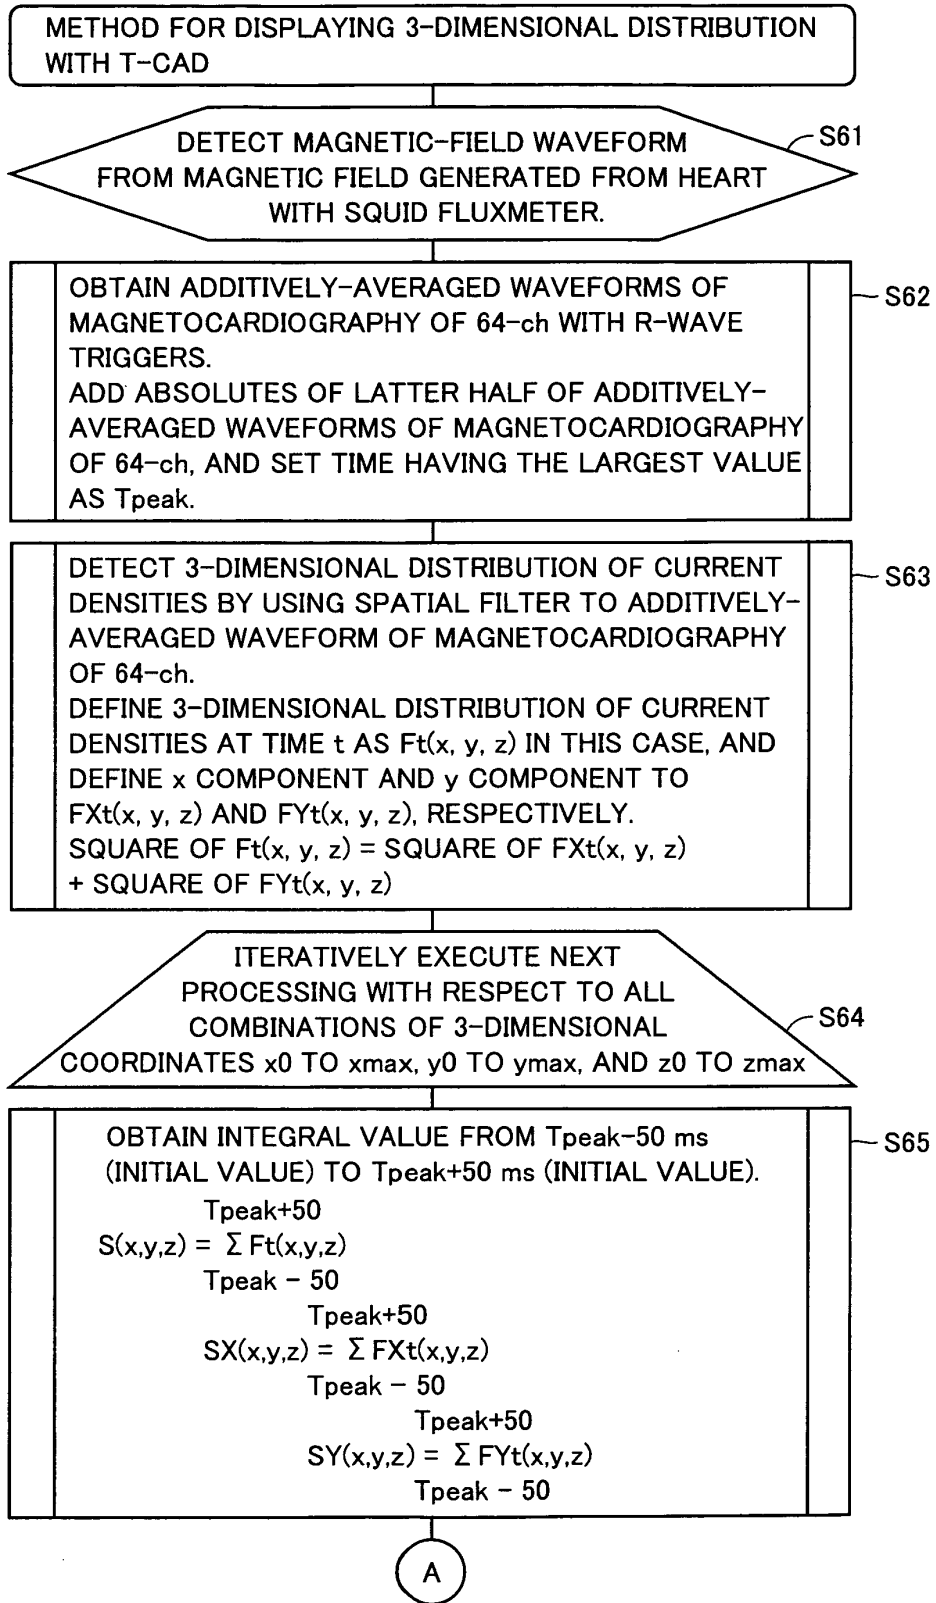 METHOD FOR DISPLAYING 3-DIMENSIONAL DISTRIBUTION
WITH T-CAD
DETECT MAGNETIC-FIELD WAVEFORM
FROM MAGNETIC FIELD GENERATED FROM HEART
WITH SQUID FLUXMETER.
S61
OBTAIN ADDITIVELY-AVERAGED WAVEFORMS OF
MAGNETOCARDIOGRAPHY OF 64-ch WITH R-WAVE
TRIGGERS.
ADD ABSOLUTES OF LATTER HALF OF ADDITIVELY-
AVERAGED WAVEFORMS OF MAGNETOCARDIOGRAPHY
OF 64-ch, AND SET TIME HAVING THE LARGEST VALUE
AS Tpeak.
S62
DETECT 3-DIMENSIONAL DISTRIBUTION OF CURRENT
DENSITIES BY USING SPATIAL FILTER TO ADDITIVELY-
AVERAGED WAVEFORM OF MAGNETOCARDIOGRAPHY
OF 64-ch.
DEFINE 3-DIMENSIONAL DISTRIBUTION OF CURRENT
DENSITIES AT TIME t AS Ft(x, y, z) IN THIS CASE, AND
DEFINE x COMPONENT AND y COMPONENT TO
FXt(x, y, z) AND FYt(x, y, z), RESPECTIVELY.
SQUARE OF Ft(x, y, z) = SQUARE OF FXt(x, y, z)
+ SQUARE OF FYt(x, y, z)
S63
ITERATIVELY EXECUTE NEXT
PROCESSING WITH RESPECT TO ALL
COMBINATIONS OF 3-DIMENSIONAL
COORDINATES x0 TO xmax, y0 TO ymax, AND z0 TO zmax
S64
OBTAIN INTEGRAL VALUE FROM Tpeak-50 ms
(INITIAL VALUE) TO Tpeak+50 ms (INITIAL VALUE).
Tpeak+50
S(x,y,z) = Σ Ft(x,y,z)
Tpeak - 50
Tpeak+50
SX(x,y,z) = Σ FXt(x,y,z)
Tpeak - 50
Tpeak+50
SY(x,y,z) = Σ FYt(x,y,z)
Tpeak - 50
S65
A